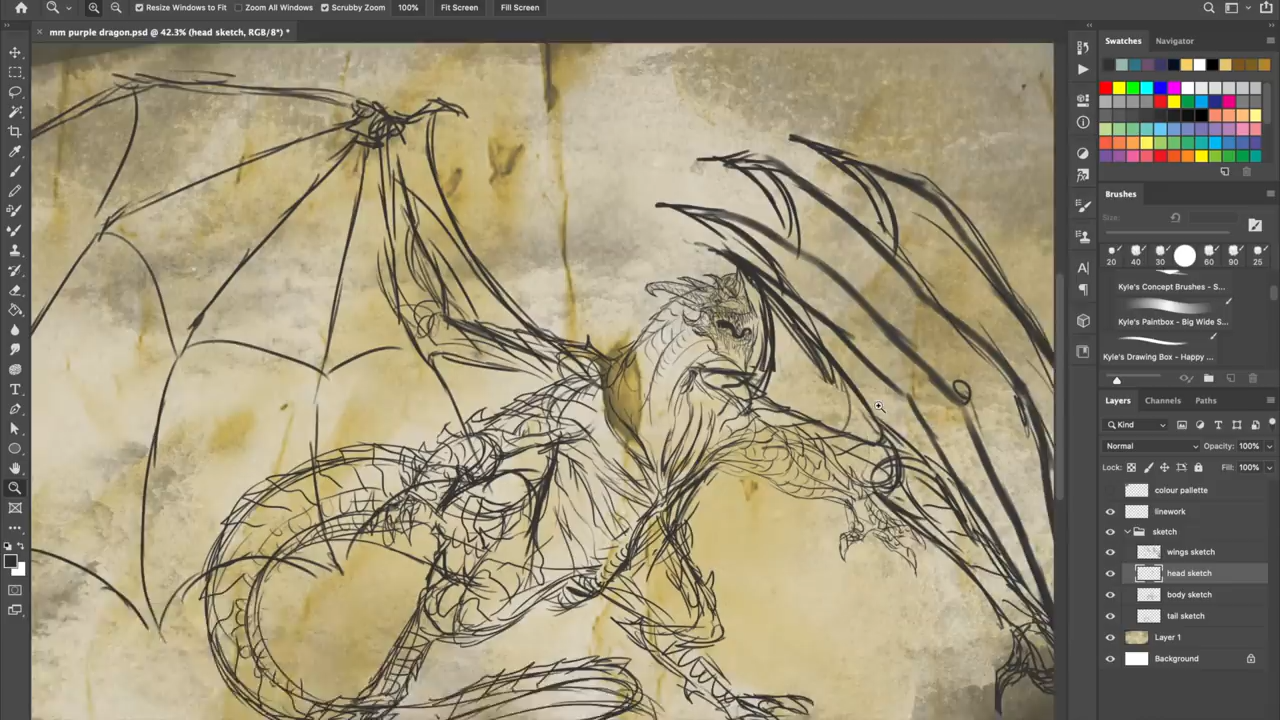 Resize Windows to Fit Zoom All Windows Scrubby Zoom 100% Fit Screen Fill Screen
mm purple dragon.psd @ 42.3% (head sketch, RGB/8*) *
Swatches Navigator
Brushes
Size:
20 40 30 60 90 25
Kyle's Concept Brushes - S...
Kyle's Paintbox - Big Wide S...
Kyle's Drawing Box - Happy ...
Layers Channels Paths
Kind
Normal Opacity: 100%
Lock: Fill: 100%
colour palette
linework
sketch
wings sketch
head sketch
body sketch
tail sketch
Layer 1
Background